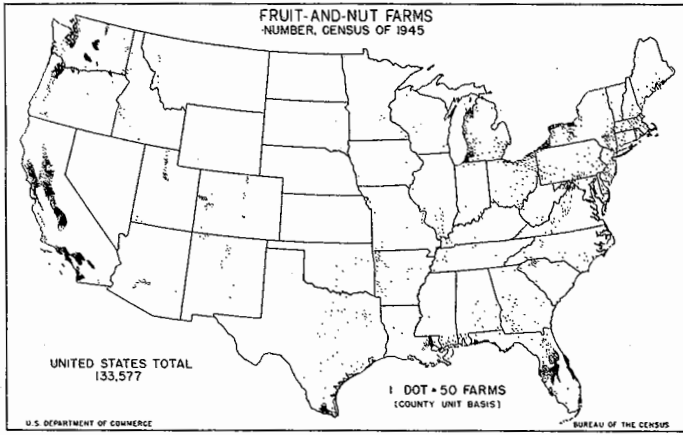 FRUIT-AND-NUT FARMS
NUMBER, CENSUS OF 1945
UNITED STATES TOTAL
133,577
1 DOT = 50 FARMS
(COUNTY UNIT BASIS)
U.S. DEPARTMENT OF COMMERCE
BUREAU OF THE CENSUS